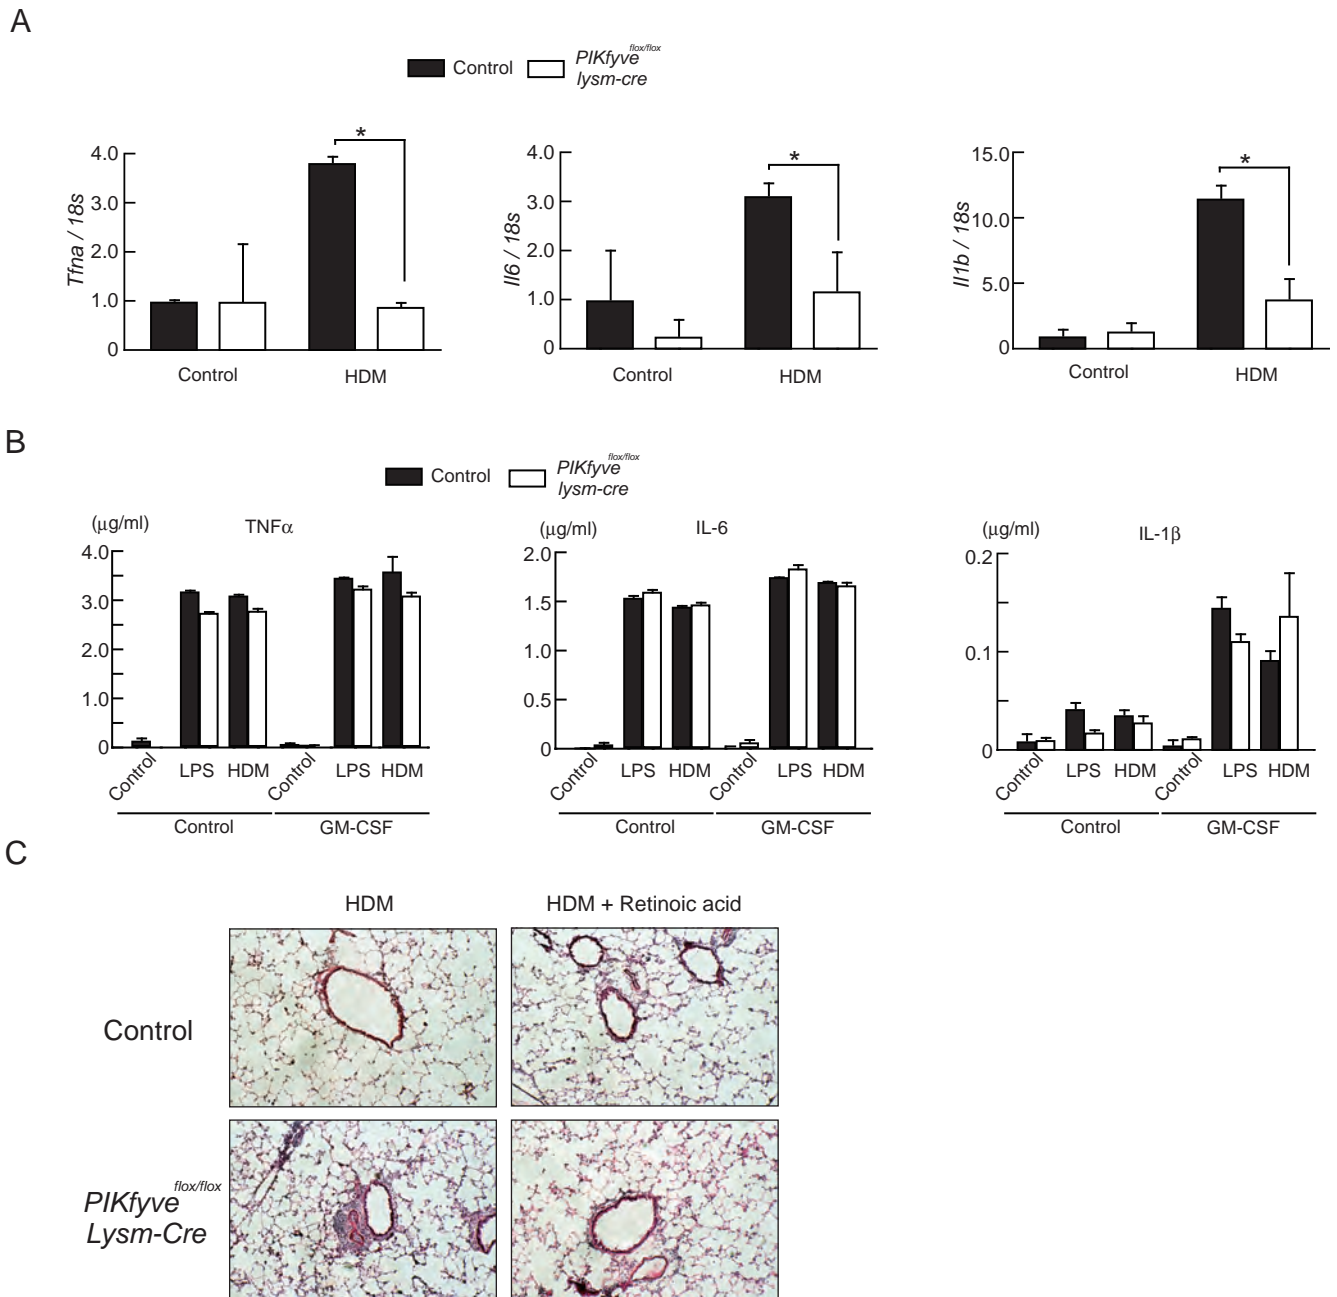 A
Control
PIKfyve flox/flox
lysm-cre
Tfna / 18s
4.0
3.0
2.0
1.0
0
*
Control
HDM
Il6 / 18s
4.0
3.0
2.0
1.0
0
*
Control
HDM
Il1b / 18s
15.0
10.0
5.0
0
*
Control
HDM
B
Control
PIKfyve flox/flox
lysm-cre
(μg/ml)
TNFα
4.0
3.0
2.0
1.0
0
Control
LPS
HDM
Control
LPS
HDM
Control
GM-CSF
(μg/ml)
IL-6
2.0
1.5
1.0
0.5
0
Control
LPS
HDM
Control
LPS
HDM
Control
GM-CSF
(μg/ml)
IL-1β
0.2
0.1
0
Control
LPS
HDM
Control
LPS
HDM
Control
GM-CSF
C
HDM
HDM + Retinoic acid
Control
PIKfyve flox/flox
Lysm-Cre